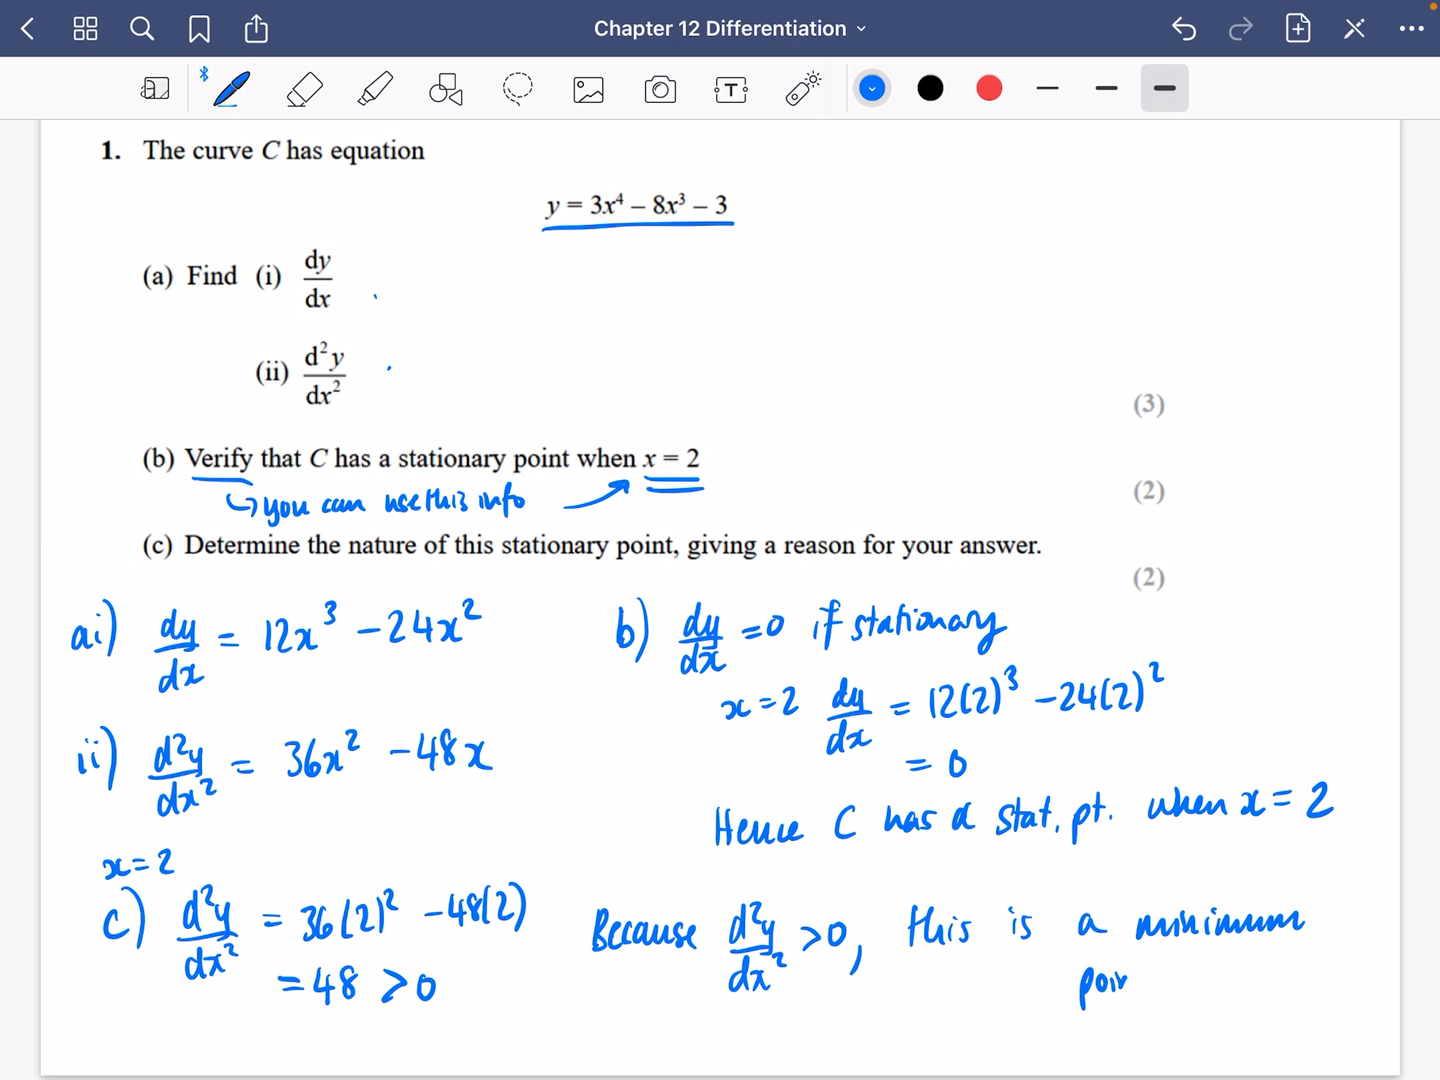 Chapter 12 Differentiation
1. The curve C has equation
y = 3x⁴ – 8x³ – 3
(a) Find (i) dy/dx
(ii) d²y/dx²
(3)
(b) Verify that C has a stationary point when x = 2
(2)
↳ you can use this info
(c) Determine the nature of this stationary point, giving a reason for your answer.
(2)
ai) dy/dx = 12x³ – 24x²
ii) d²y/dx² = 36x² – 48x
b) dy/dx = 0 if stationary
x = 2 dy/dx = 12(2)³ – 24(2)²
= 0
Hence C has a stat. pt. when x = 2
x = 2
c) d²y/dx² = 36(2)² – 48(2)
= 48 > 0
Because d²y/dx² > 0, this is a minimum
poin